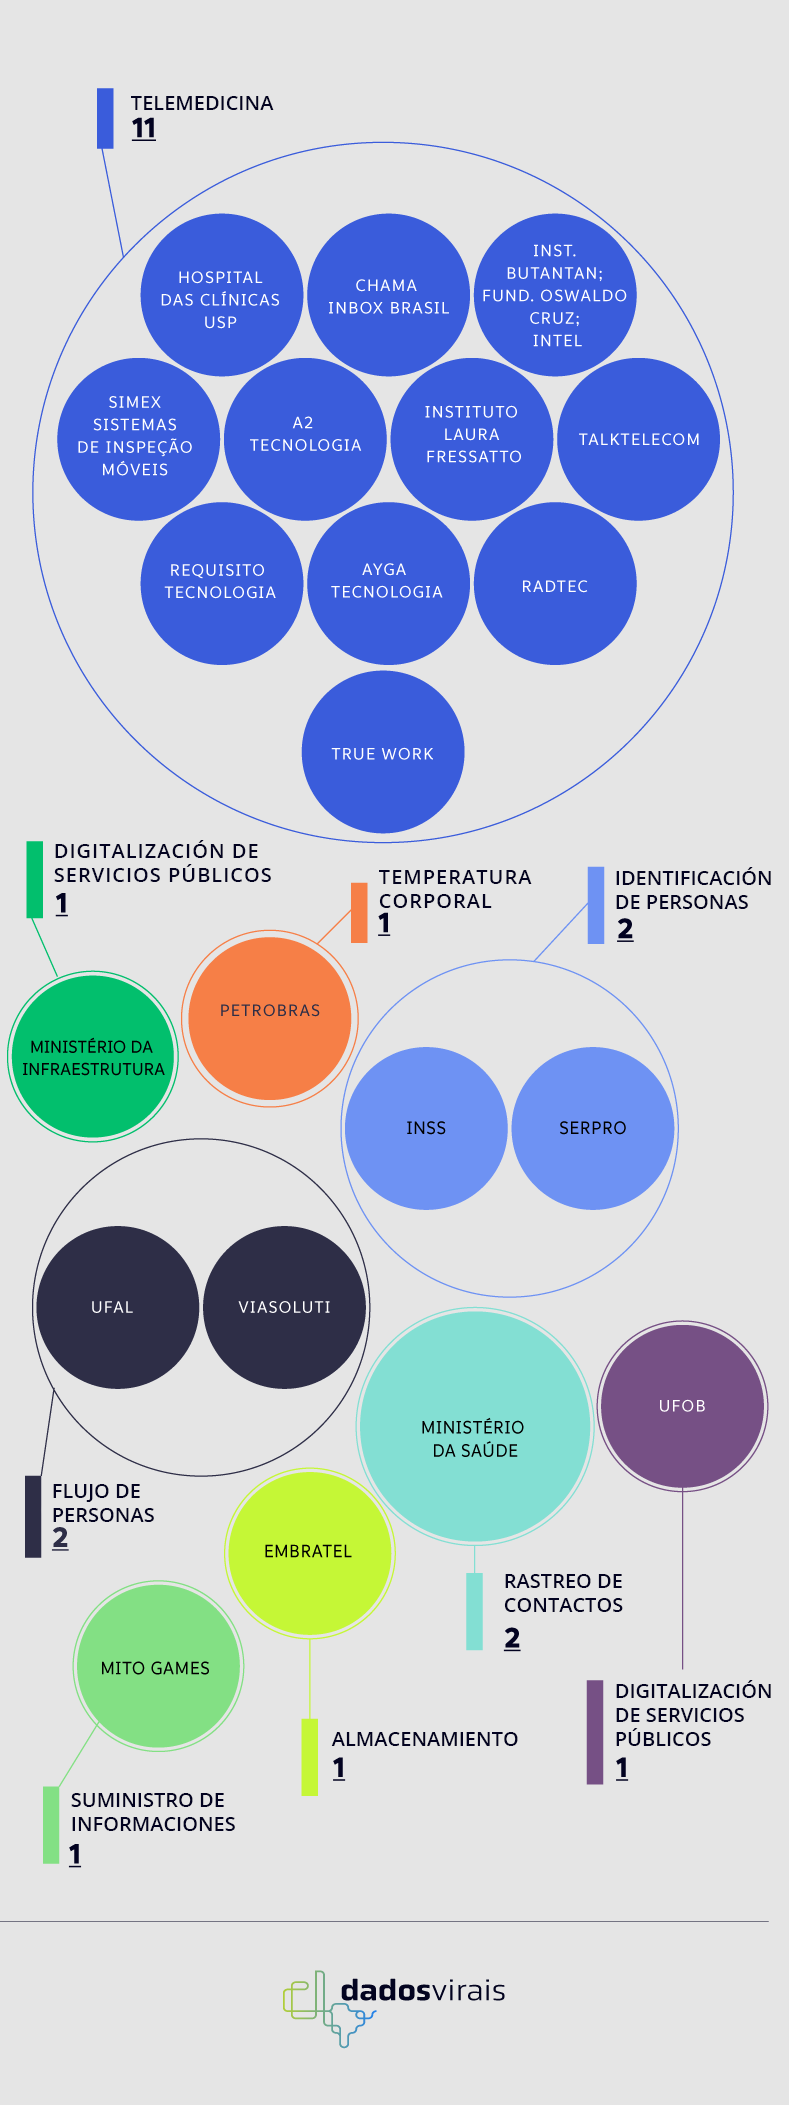 TELEMEDICINA
11
HOSPITAL
DAS CLÍNICAS
USP
CHAMA
INBOX BRASIL
INST.
BUTANTAN;
FUND. OSWALDO
CRUZ;
INTEL
SIMEX
SISTEMAS
DE INSPEÇÃO
MÓVEIS
A2
TECNOLOGIA
INSTITUTO
LAURA
FRESSATTO
TALKTELECOM
REQUISITO
TECNOLOGIA
AYGA
TECNOLOGIA
RADTEC
TRUE WORK
DIGITALIZACIÓN DE
SERVICIOS PÚBLICOS
1
TEMPERATURA
CORPORAL
1
IDENTIFICACIÓN
DE PERSONAS
2
MINISTÉRIO DA
INFRAESTRUTURA
PETROBRAS
INSS
SERPRO
UFAL
VIASOLUTI
MINISTÉRIO
DA SAÚDE
UFOB
FLUJO DE
PERSONAS
2
EMBRATEL
RASTREO DE
CONTACTOS
2
MITO GAMES
DIGITALIZACIÓN
DE SERVICIOS
PÚBLICOS
1
ALMACENAMIENTO
1
SUMINISTRO DE
INFORMACIONES
1
dadosvirais